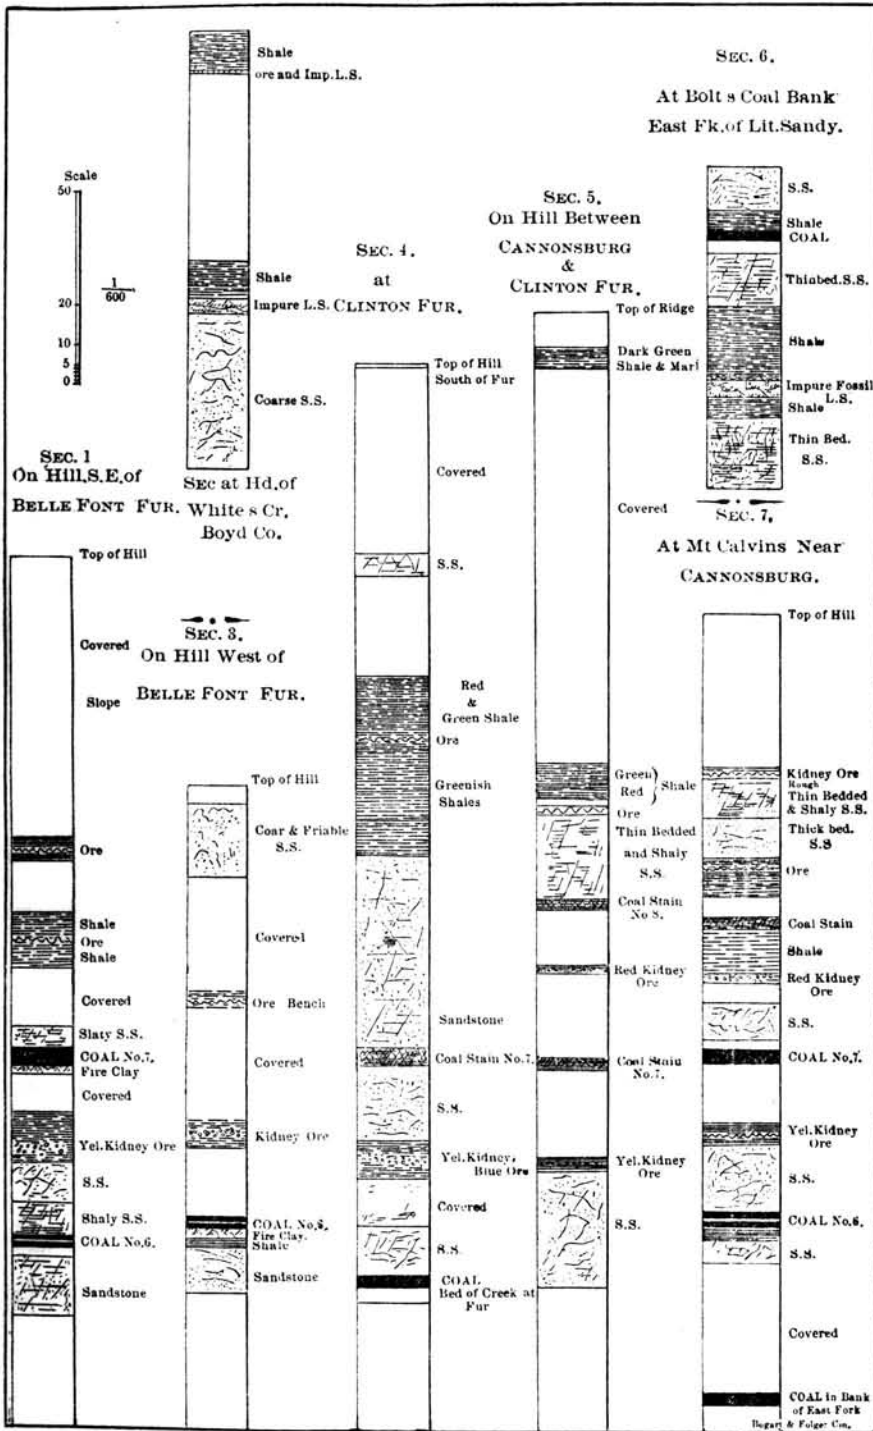 Scale
50
20
10
5
0
1
600
Shale
ore and Imp. L.S.
Shale
Impure L.S.
Coarse S.S.
SEC at Hd. of
White s Cr.
Boyd Co.
SEC. 1
On Hill. S.E. of
BELLE FONT FUR.
Top of Hill
Covered
Slope
Ore
Shale
Ore
Shale
Covered
Slaty S.S.
COAL No. 7.
Fire Clay
Covered
Yel. Kidney Ore
S.S.
Shaly S.S.
COAL No. 6.
Sandstone
SEC. 3.
On Hill West of
BELLE FONT FUR.
Top of Hill
Coar & Friable
S.S.
Covered
Ore Bench
Covered
Kidney Ore
COAL No. 6.
Fire Clay.
Shale
Sandstone
SEC. 4.
at
CLINTON FUR.
Top of Hill
South of Fur
Covered
S.S.
Red
&
Green Shale
Ore
Greenish
Shales
Sandstone
Coal Stain No. 7.
S.S.
Yel. Kidney.
Blue Ore
Covered
S.S.
COAL
Bed of Creek at
Fur
SEC. 5.
On Hill Between
CANNONSBURG
&
CLINTON FUR.
Top of Ridge
Dark Green
Shale & Marl
Covered
Green
Red
Shale
Ore
Thin Bedded
and Shaly
S.S.
Coal Stain
No 8.
Red Kidney
Ore
Coal Stain
No. 7.
Yel. Kidney
Ore
S.S.
SEC. 6.
At Bolt s Coal Bank
East Fk. of Lit. Sandy.
S.S.
Shale
COAL
Thinbed. S.S.
Shale
Impure Fossil
L.S.
Shale
Thin Bed.
S.S.
SEC. 7.
At Mt Calvins Near
CANNONSBURG.
Top of Hill
Kidney Ore
Rough
Thin Bedded
& Shaly S.S.
Thick bed.
S.S
Ore
Coal Stain
Shale
Red Kidney
Ore
S.S.
COAL No. 7.
Yel. Kidney
Ore
S.S.
COAL No. 6.
S.S.
Covered
COAL in Bank
of East Fork
Bogart & Folger Cin.